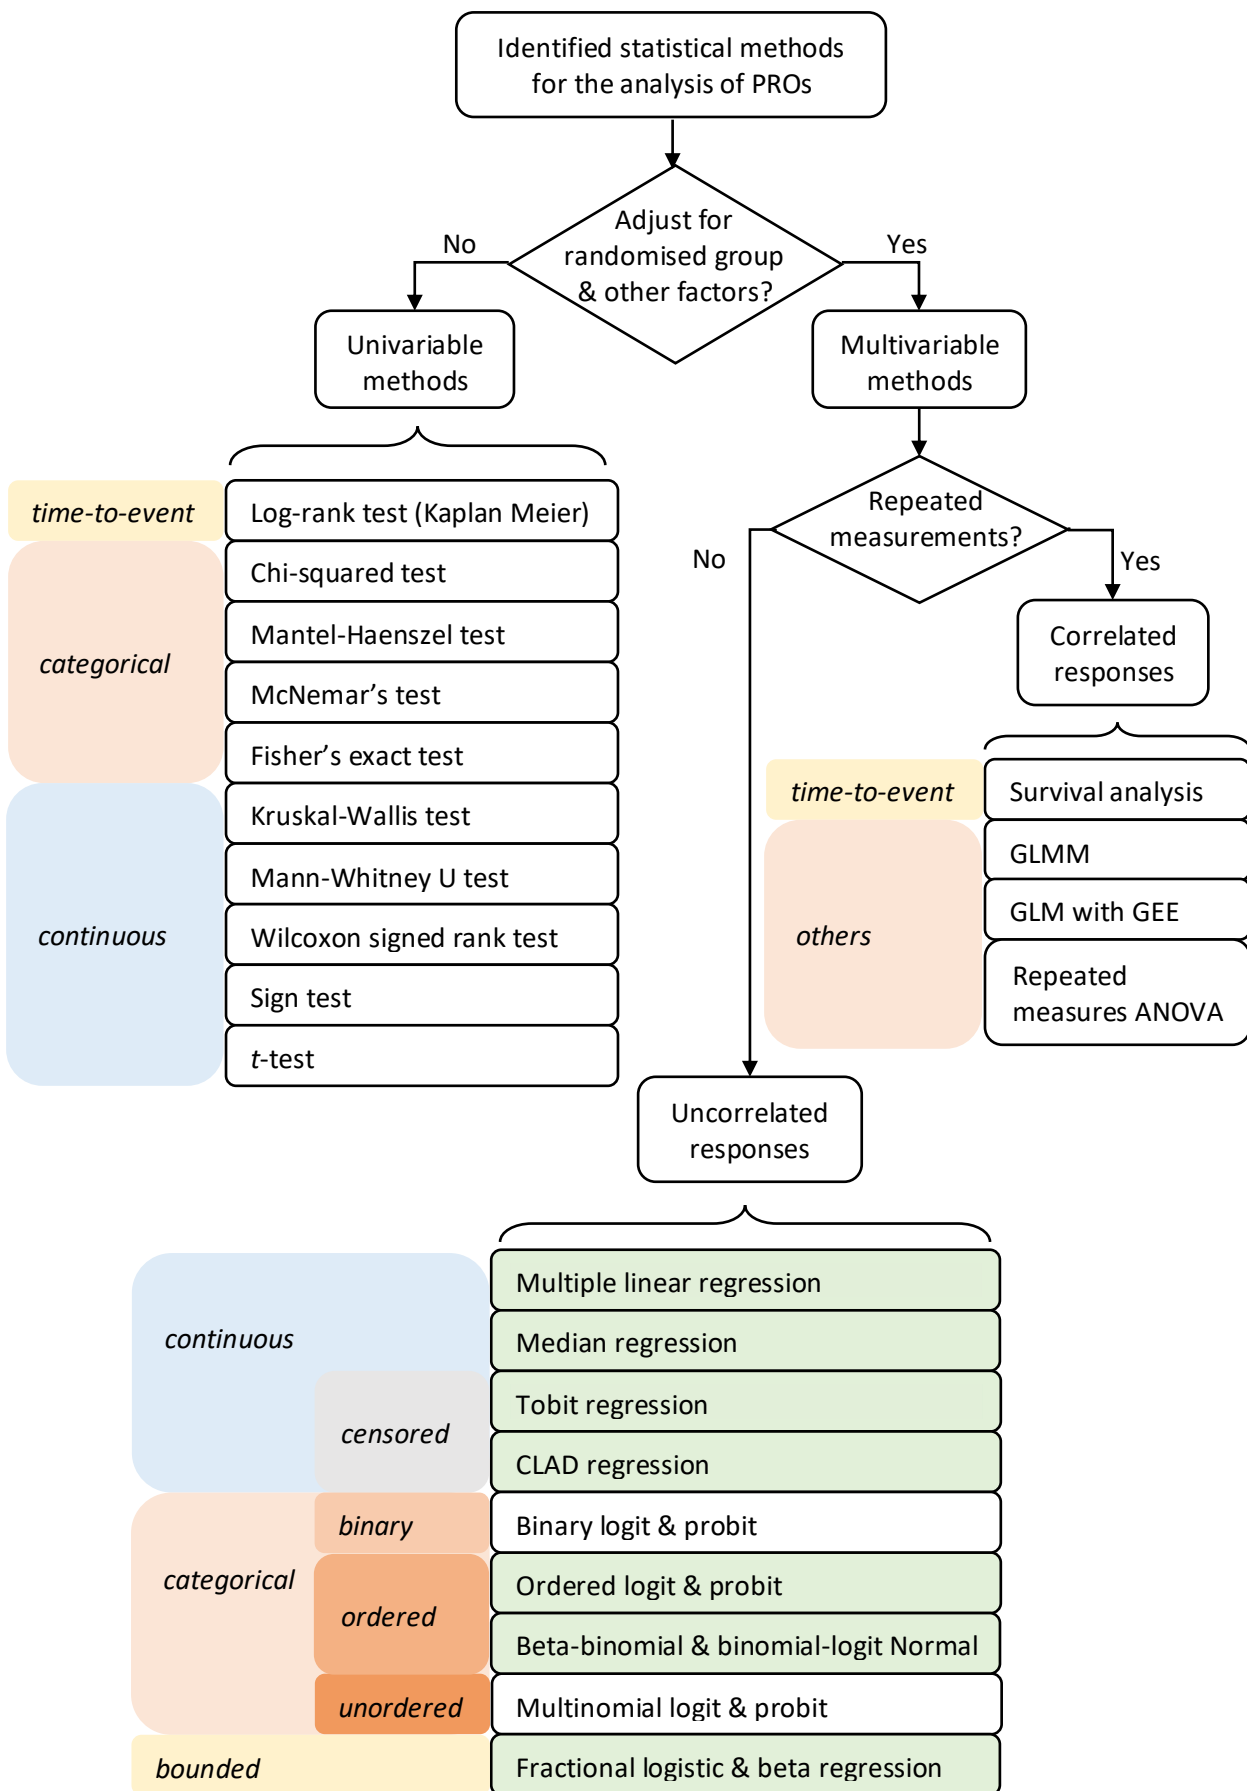 Identified statistical methods
for the analysis of PROs
Adjust for
randomised group
& other factors?
No
Yes
Univariable
methods
Multivariable
methods
time-to-event
Log-rank test (Kaplan Meier)
categorical
Chi-squared test
Mantel-Haenszel test
McNemar’s test
Fisher’s exact test
continuous
Kruskal-Wallis test
Mann-Whitney U test
Wilcoxon signed rank test
Sign test
t-test
Repeated
measurements?
No
Yes
Correlated
responses
time-to-event
Survival analysis
others
GLMM
GLM with GEE
Repeated
measures ANOVA
Uncorrelated
responses
continuous
Multiple linear regression
Median regression
censored
Tobit regression
CLAD regression
categorical
binary
Binary logit & probit
ordered
Ordered logit & probit
Beta-binomial & binomial-logit Normal
unordered
Multinomial logit & probit
bounded
Fractional logistic & beta regression